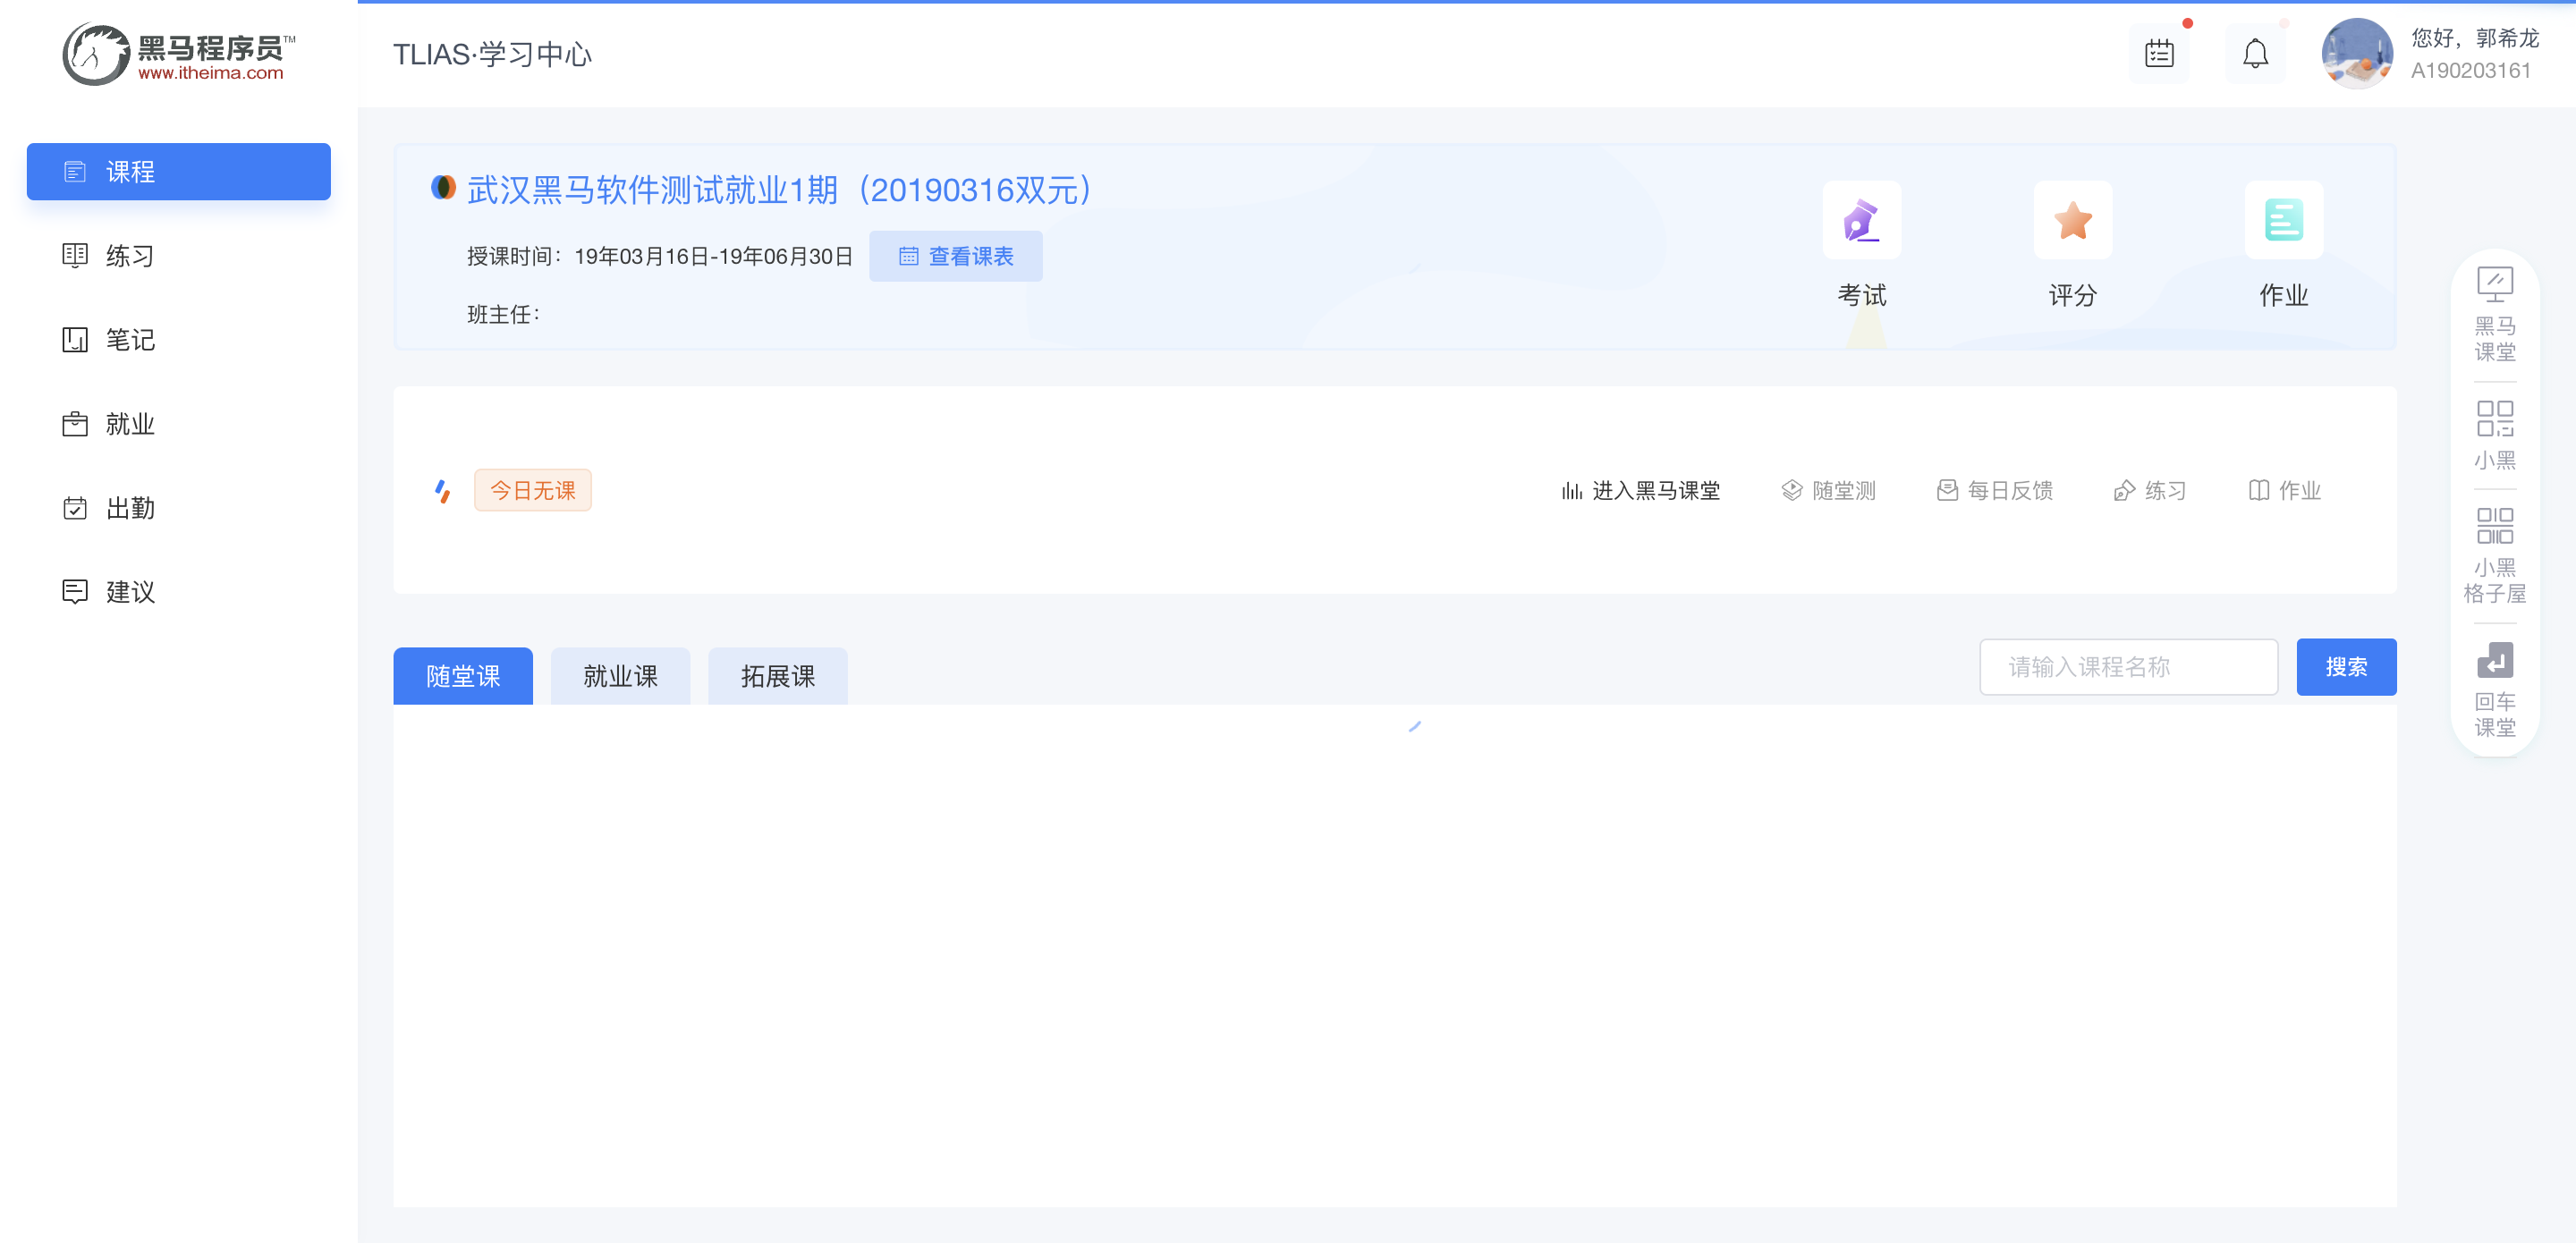 黑马程序员™
www.itheima.com
TLIAS·学习中心
您好，郭希龙
A190203161
课程
练习
笔记
就业
出勤
建议
武汉黑马软件测试就业1期（20190316双元）
授课时间：19年03月16日-19年06月30日
查看课表
班主任：
考试
评分
作业
今日无课
进入黑马课堂
随堂测
每日反馈
练习
作业
随堂课
就业课
拓展课
请输入课程名称
搜索
黑马
课堂
小黑
小黑
格子屋
回车
课堂